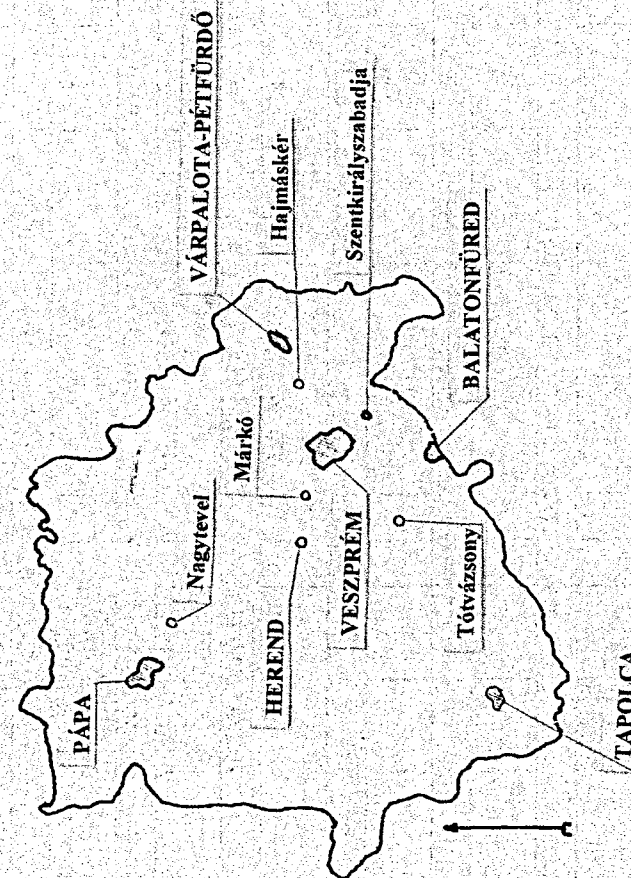 VÁRPALOTA-PÉTFÜRDŐ
Hajmáskér
Szentkirályszabadja
BALATONFÜRED
Márkó
Nagytevel
VESZPRÉM
Tótvázsony
HEREND
PÁPA
TAPOLCA